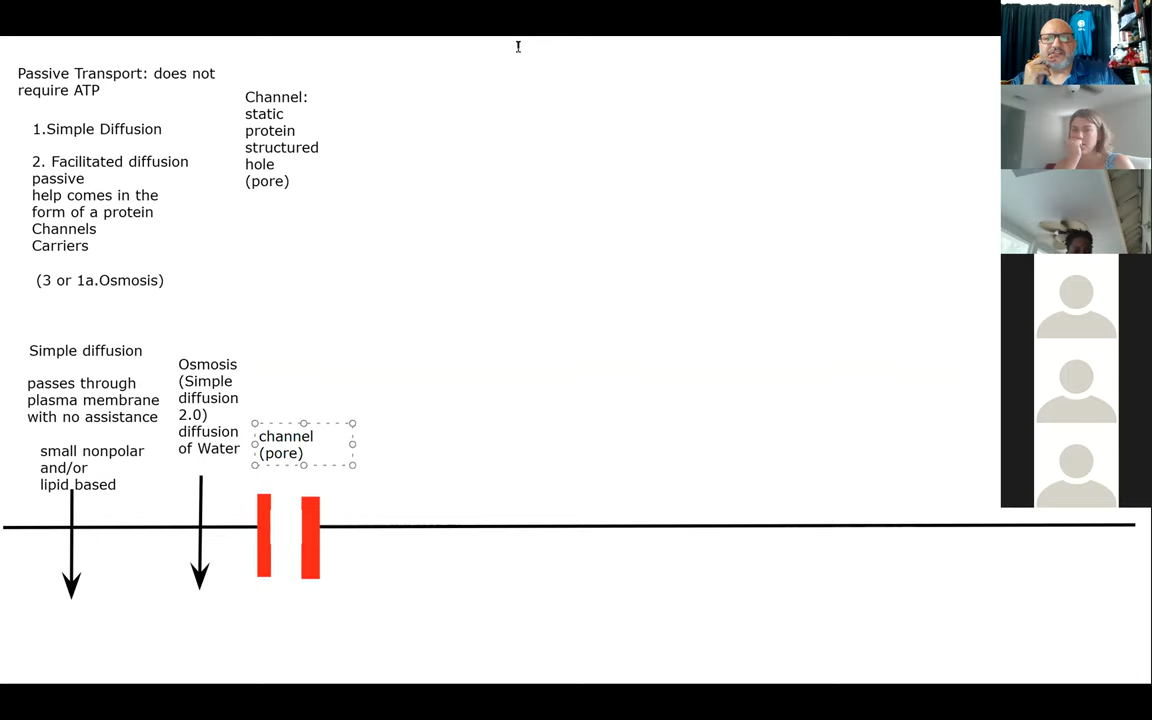 Passive Transport: does not
require ATP
1.Simple Diffusion
2. Facilitated diffusion
passive
help comes in the
form of a protein
Channels
Carriers
(3 or 1a.Osmosis)
Channel:
static
protein
structured
hole
(pore)
Simple diffusion
passes through
plasma membrane
with no assistance
small nonpolar
and/or
lipid based
Osmosis
(Simple
diffusion
2.0)
diffusion
of Water
channel
(pore)